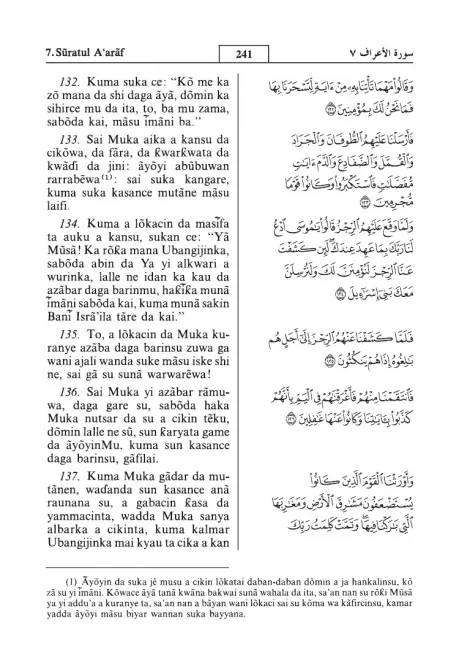 7. Sūratul A'arāf
241
سورة الأعراف ٧
132. Kuma suka ce: "Kō me ka
zō mana da shi daga āyā, dōmin ka
sihirce mu da ita, to, ba mu zama,
sabōda kai, māsu ĩmāni ba."
133. Sai Muka aika a kansu da
cikōwa, da fāra, da ƙwarƙwata da
kwāɗi da jini: āyōyi abūbuwan
rarrabēwa⁽¹⁾: sai suka kangare,
kuma suka kasance mutāne māsu
laifi.
134. Kuma a lōkacin da masĩfa
ta auku a kansu, sukan ce: "Yā
Mūsā! Ka rōƙa mana Ubangijinka,
sabōda abin da Ya yi alkwari a
wurinka, lalle ne idan ka kau da
azābar daga barinmu, haƙĩƙa munā
ĩmāni sabōda kai, kuma munā sakin
Banĩ Isrā'ila tāre da kai."
135. To, a lōkacin da Muka ku-
ranye azāba daga barinsu zuwa ga
wani ajali wanda suke māsu iske shi
ne, sai gā su sunā warwarēwa!
136. Sai Muka yi azābar rāmu-
wa, daga gare su, sabōda haka
Muka nutsar da su a cikin tēku,
dōmin lalle ne sū, sun ƙaryata game
da āyōyinMu, kuma sun kasance
daga barinsu, gāfilai.
137. Kuma Muka gādar da mu-
tānen, waɗanda sun kasance anā
raunana su, a gabacin ƙasa da
yammacinta, wadda Muka sanya
albarka a cikinta, kuma kalmar
Ubangijinka mai kyau ta cika a kan
وَقَالُوا۟ مَهْمَا تَأْتِنَا بِهِۦ مِنْ ءَايَةٍ لِّتَسْحَرَنَا بِهَا
فَمَا نَحْنُ لَكَ بِمُؤْمِنِينَ ١٣٢
فَأَرْسَلْنَا عَلَيْهِمُ ٱلطُّوفَانَ وَٱلْجَرَادَ
وَٱلْقُمَّلَ وَٱلضَّفَادِعَ وَٱلدَّمَ ءَايَٰتٍ
مُّفَصَّلَٰتٍ فَٱسْتَكْبَرُوا۟ وَكَانُوا۟ قَوْمًا
مُّجْرِمِينَ ١٣٣
وَلَمَّا وَقَعَ عَلَيْهِمُ ٱلرِّجْزُ قَالُوا۟ يَٰمُوسَى ٱدْعُ
لَنَا رَبَّكَ بِمَا عَهِدَ عِندَكَ لَئِن كَشَفْتَ
عَنَّا ٱلرِّجْزَ لَنُؤْمِنَنَّ لَكَ وَلَنُرْسِلَنَّ
مَعَكَ بَنِىٓ إِسْرَٰٓءِيلَ ١٣٤
فَلَمَّا كَشَفْنَا عَنْهُمُ ٱلرِّجْزَ إِلَىٰٓ أَجَلٍ هُم
بَٰلِغُوهُ إِذَا هُمْ يَنكُثُونَ ١٣٥
فَٱنتَقَمْنَا مِنْهُمْ فَأَغْرَقْنَٰهُمْ فِى ٱلْيَمِّ بِأَنَّهُمْ
كَذَّبُوا۟ بِـَٔايَٰتِنَا وَكَانُوا۟ عَنْهَا غَٰفِلِينَ ١٣٦
وَأَوْرَثْنَا ٱلْقَوْمَ ٱلَّذِينَ كَانُوا۟
يُسْتَضْعَفُونَ مَشَٰرِقَ ٱلْأَرْضِ وَمَغَٰرِبَهَا
ٱلَّتِى بَٰرَكْنَا فِيهَا وَتَمَّتْ كَلِمَتُ رَبِّكَ
(1) Āyōyin da suka jē musu a cikin lōkatai daban-daban dōmin a ja hankalinsu, kō
zā su yi ĩmāni. Kōwace āyā tanā kwāna bakwai sunā wahala da ita, sa'an nan su rōƙi Mūsā
ya yi addu'a a kuranye ta, sa'an nan a bāyan wani lōkaci sai su kōma wa kāfircinsu, kamar
yadda āyōyi māsu biyar wannan suka bayyana.